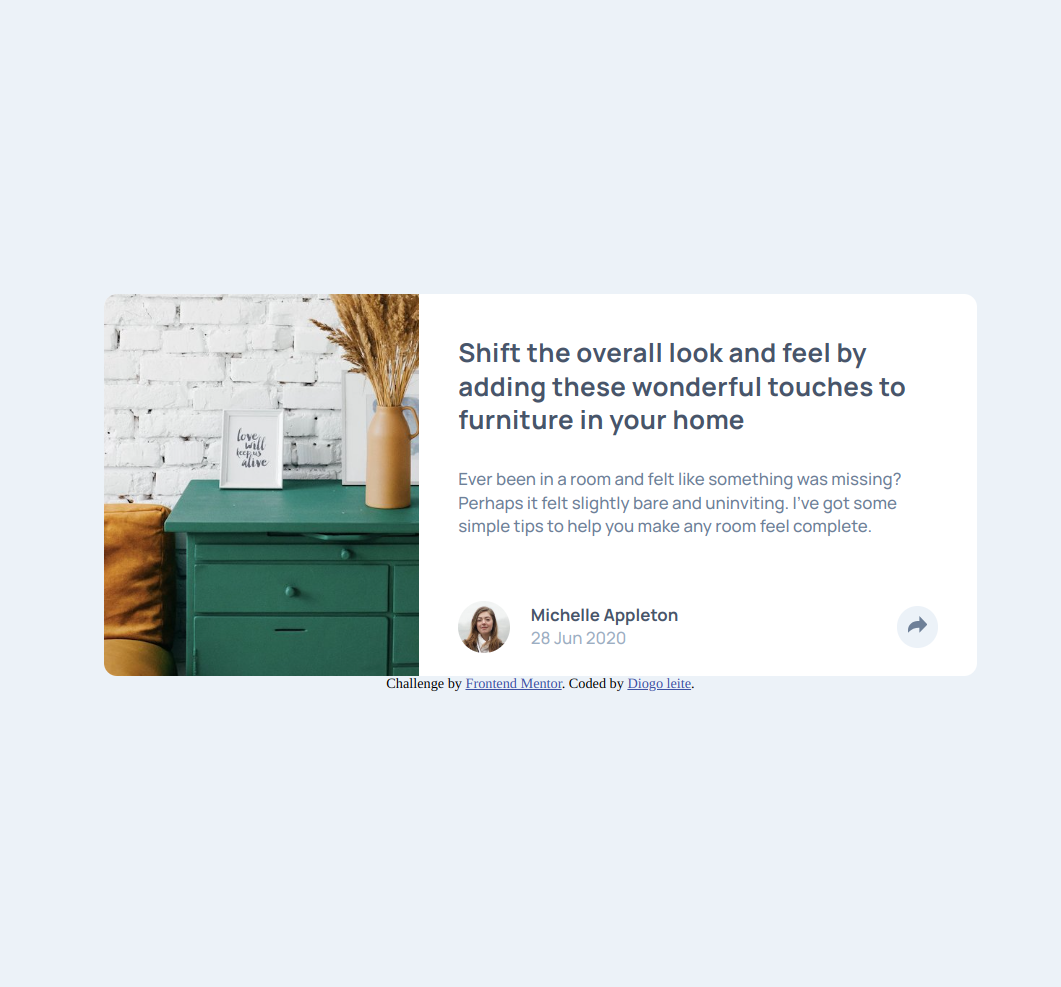 love
will
keep us
alive
Shift the overall look and feel by
adding these wonderful touches to
furniture in your home
Ever been in a room and felt like something was missing?
Perhaps it felt slightly bare and uninviting. I've got some
simple tips to help you make any room feel complete.
Michelle Appleton
28 Jun 2020
Challenge by Frontend Mentor. Coded by Diogo leite.